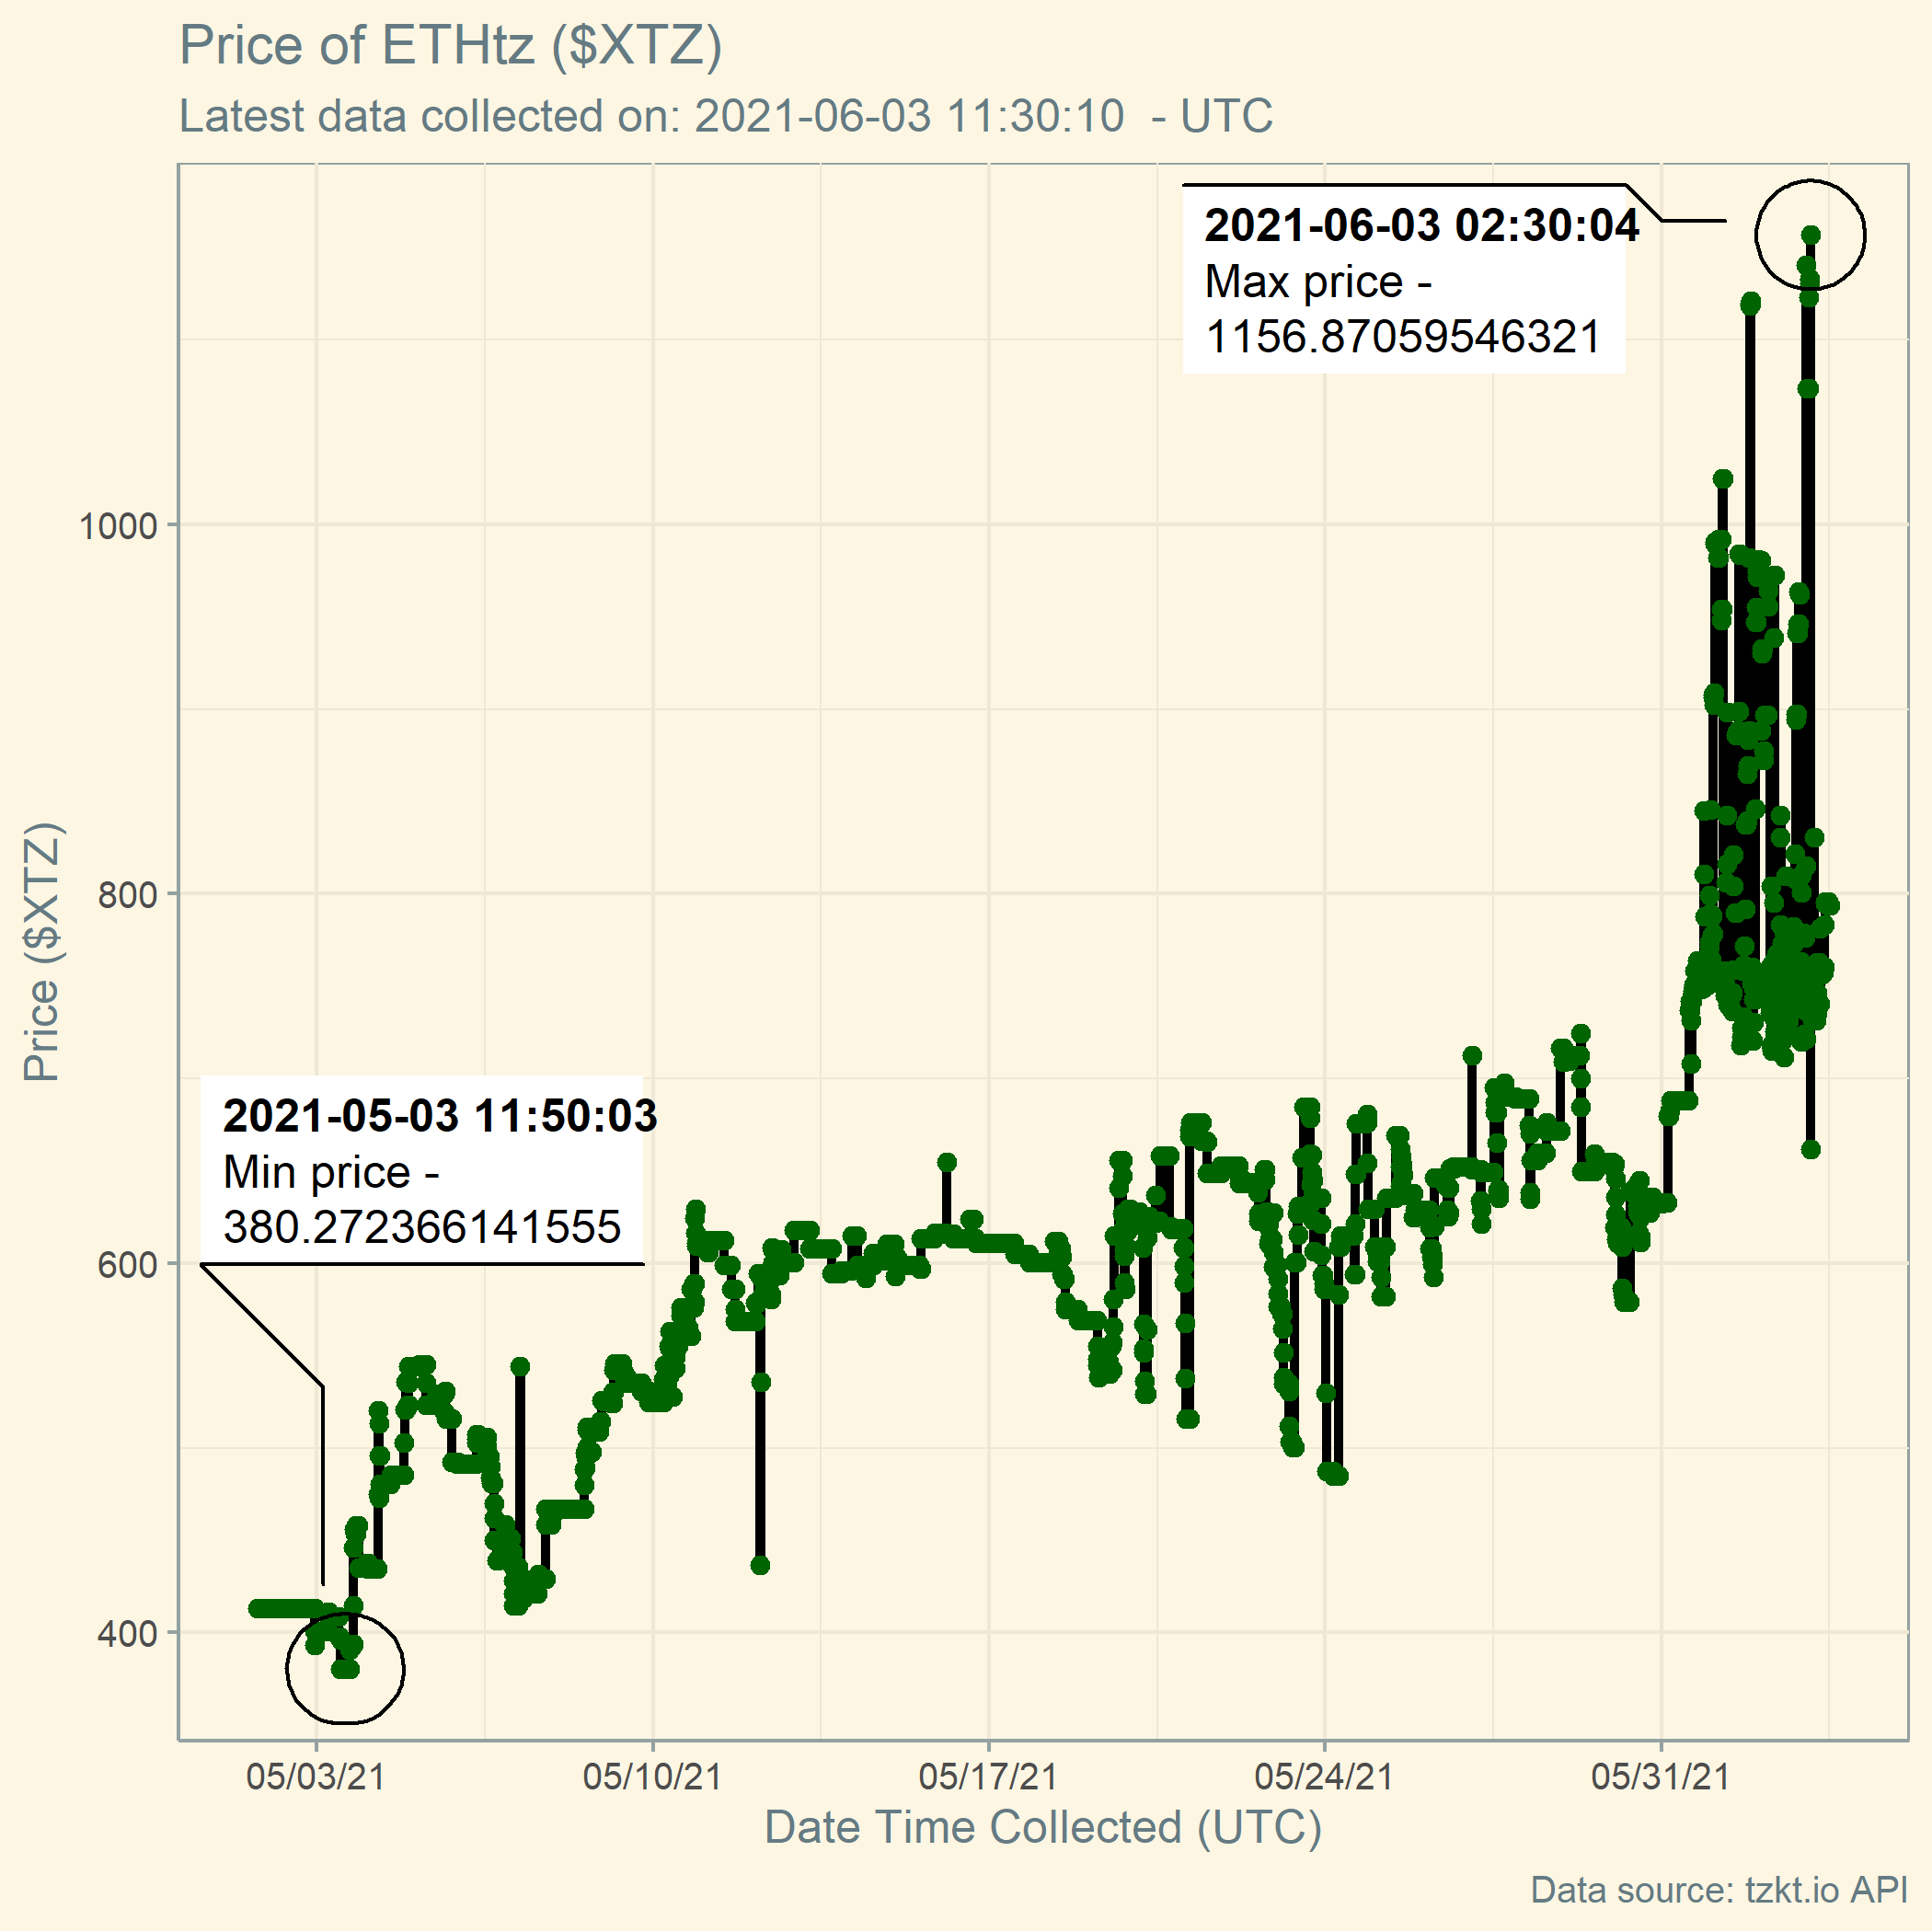 Price of ETHtz ($XTZ)
Latest data collected on: 2021-06-03 11:30:10  - UTC
2021-06-03 02:30:04
Max price -
1156.87059546321
1000
800
600
400
Price ($XTZ)
2021-05-03 11:50:03
Min price -
380.272366141555
05/03/21
05/10/21
05/17/21
05/24/21
05/31/21
Date Time Collected (UTC)
Data source: tzkt.io API